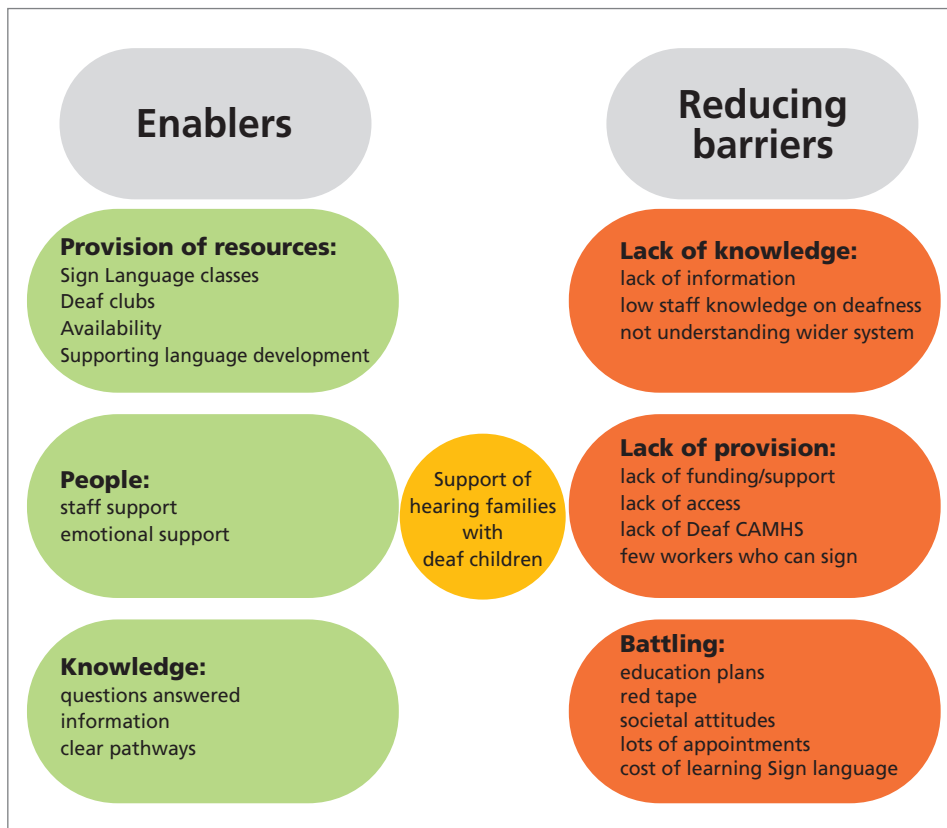 Enablers
Provision of resources:
Sign Language classes
Deaf clubs
Availability
Supporting language development
People:
staff support
emotional support
Knowledge:
questions answered
information
clear pathways
Support of
hearing families
with
deaf children
Reducing
barriers
Lack of knowledge:
lack of information
low staff knowledge on deafness
not understanding wider system
Lack of provision:
lack of funding/support
lack of access
lack of Deaf CAMHS
few workers who can sign
Battling:
education plans
red tape
societal attitudes
lots of appointments
cost of learning Sign language